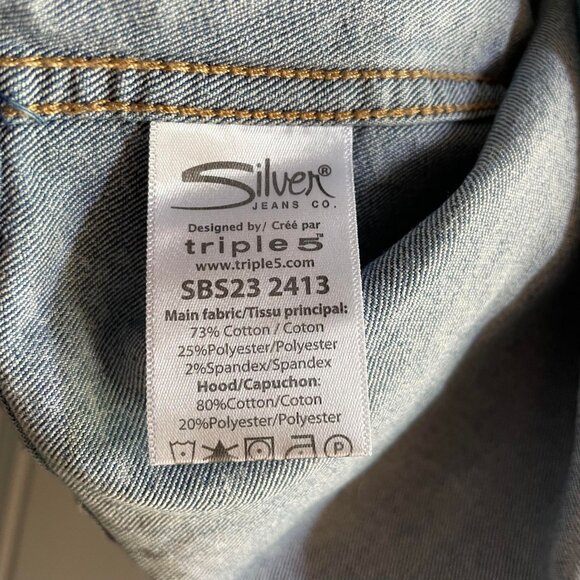 Silver®
JEANS CO.
Designed by/ Créé par
triple5™
www.triple5.com
SBS23 2413
Main fabric/Tissu principal:
73% Cotton / Coton
25%Polyester/Polyester
2%Spandex/Spandex
Hood/Capuchon:
80%Cotton/Coton
20%Polyester/Polyester
P